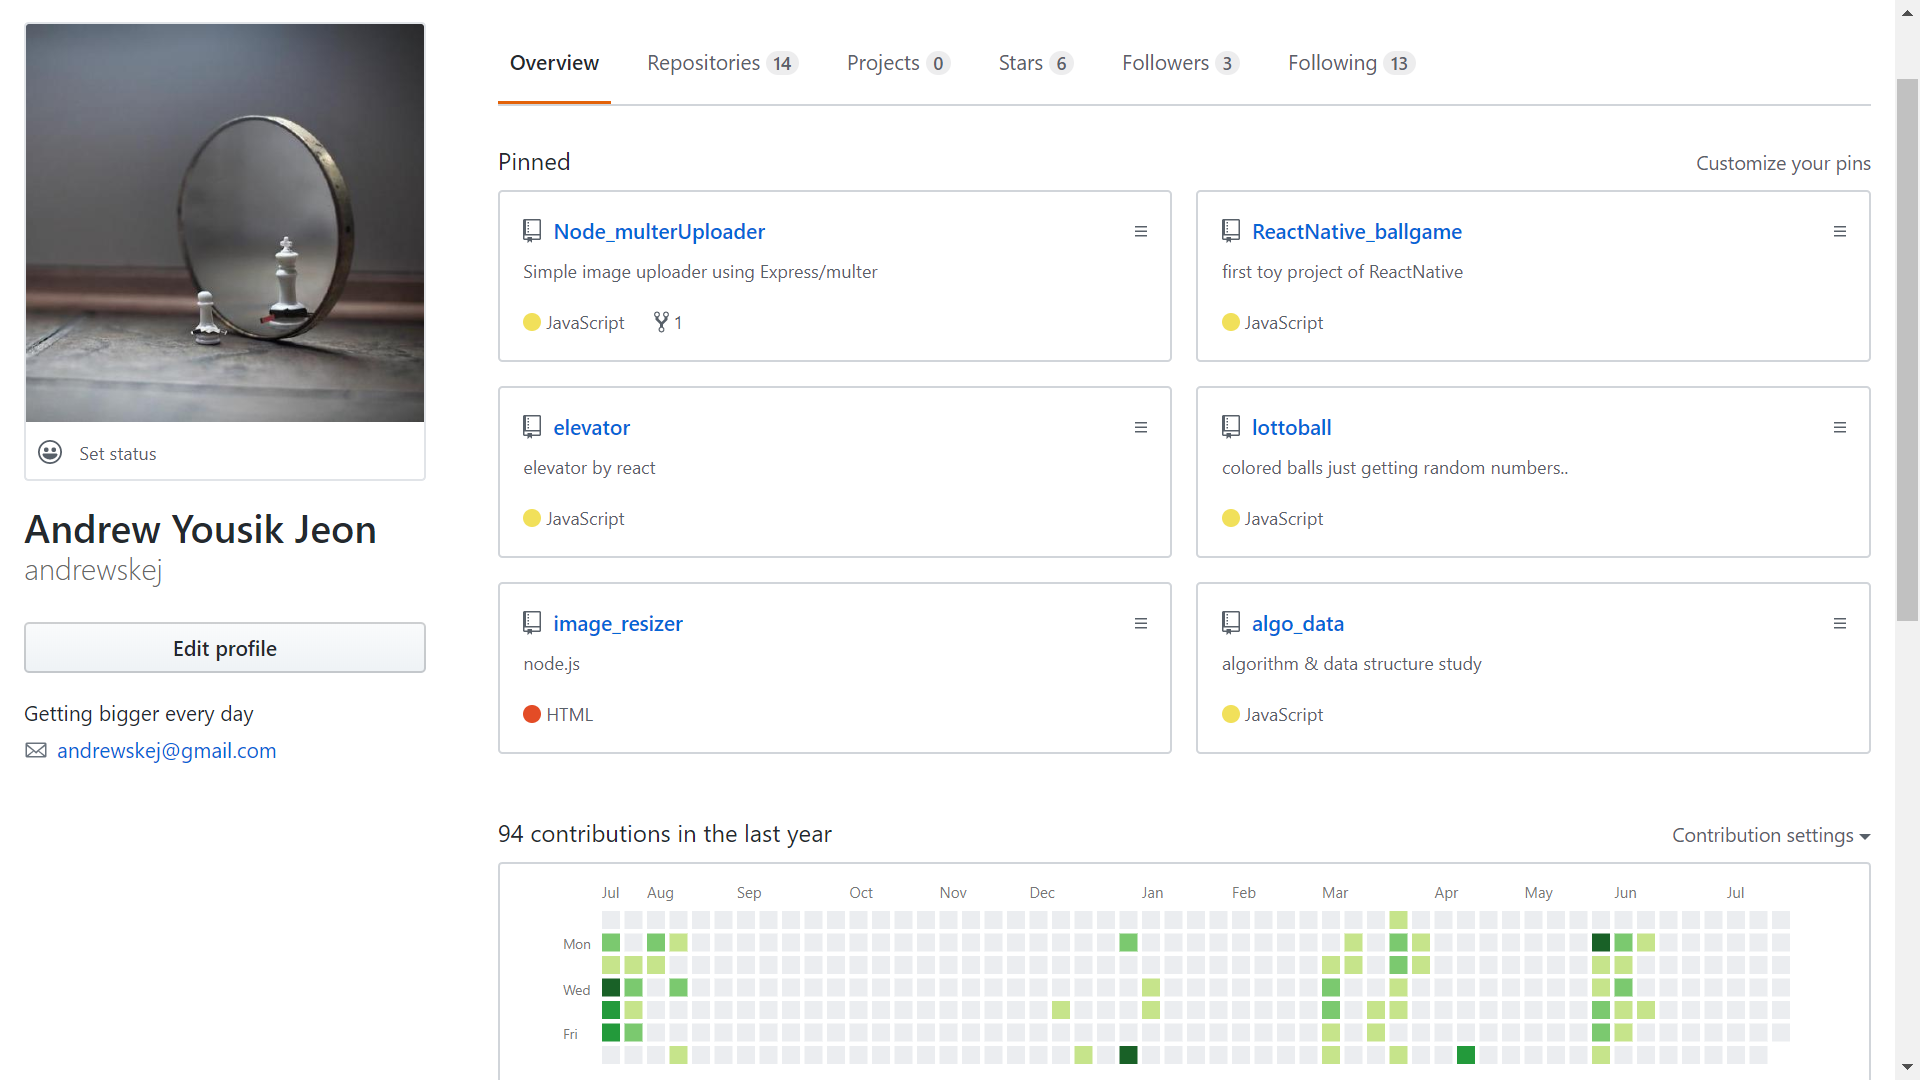 Overview Repositories 14 Projects 0 Stars 6 Followers 3 Following 13
Set status
Andrew Yousik Jeon
andrewskej
Edit profile
Getting bigger every day
andrewskej@gmail.com
Pinned Customize your pins
Node_multerUploader
Simple image uploader using Express/multer
JavaScript 1
ReactNative_ballgame
first toy project of ReactNative
JavaScript
elevator
elevator by react
JavaScript
lottoball
colored balls just getting random numbers..
JavaScript
image_resizer
node.js
HTML
algo_data
algorithm & data structure study
JavaScript
94 contributions in the last year Contribution settings
Jul Aug Sep Oct Nov Dec Jan Feb Mar Apr May Jun Jul
Mon
Wed
Fri